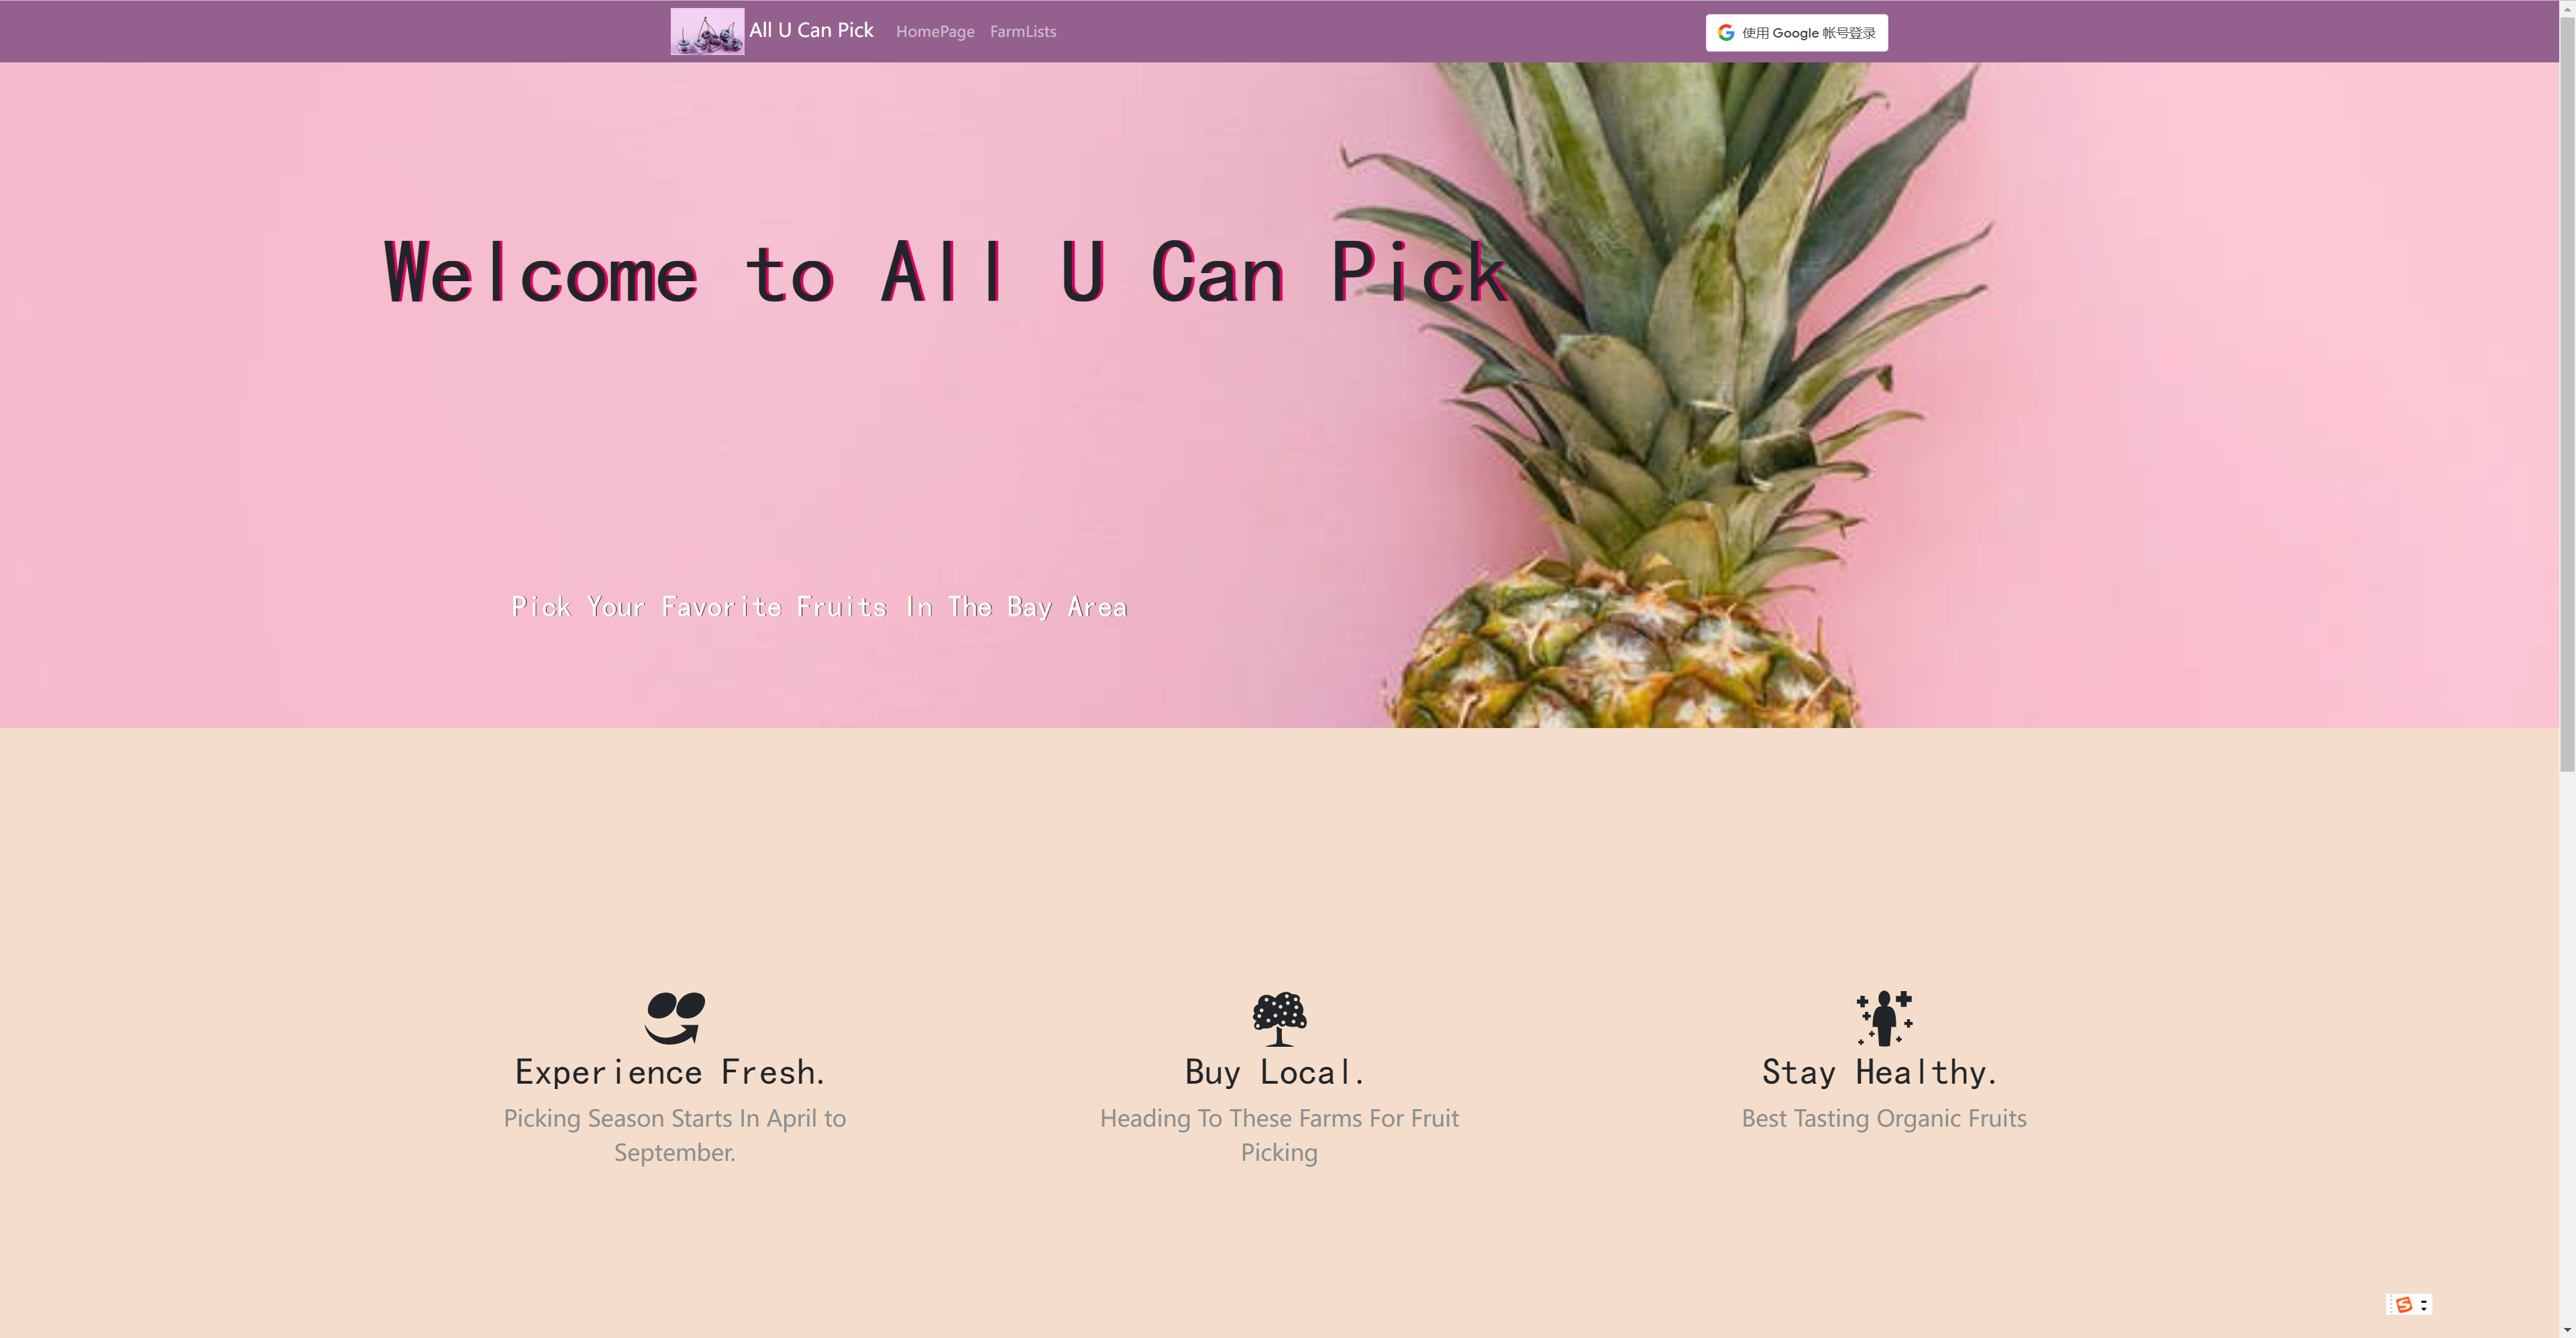 All U Can Pick
HomePage
FarmLists
使用 Google 帐号登录
Welcome to All U Can Pick
Pick Your Favorite Fruits In The Bay Area
Experience Fresh.
Picking Season Starts In April to
September.
Buy Local.
Heading To These Farms For Fruit
Picking
Stay Healthy.
Best Tasting Organic Fruits